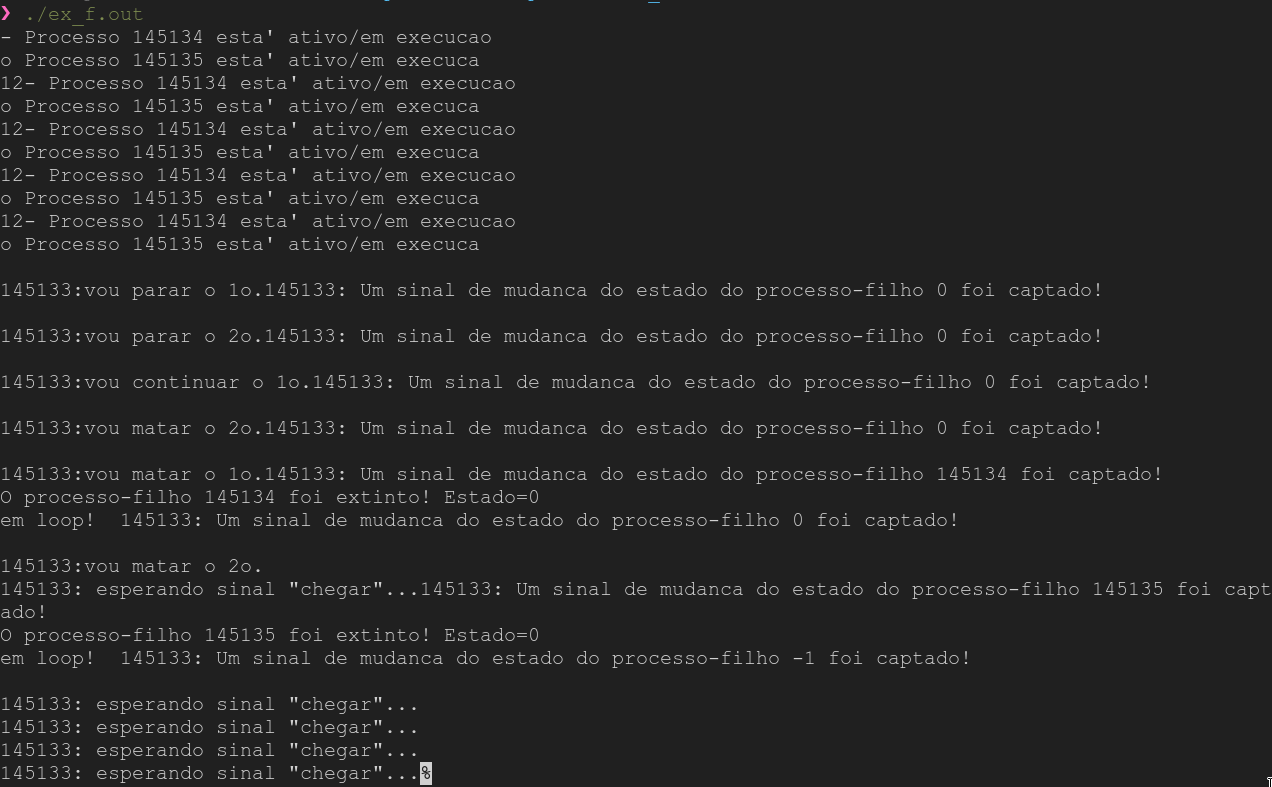 ❯ ./ex_f.out
- Processo 145134 esta' ativo/em execucao
o Processo 145135 esta' ativo/em execuca
12- Processo 145134 esta' ativo/em execucao
o Processo 145135 esta' ativo/em execuca
12- Processo 145134 esta' ativo/em execucao
o Processo 145135 esta' ativo/em execuca
12- Processo 145134 esta' ativo/em execucao
o Processo 145135 esta' ativo/em execuca
12- Processo 145134 esta' ativo/em execucao
o Processo 145135 esta' ativo/em execuca
145133:vou parar o 1o.145133: Um sinal de mudanca do estado do processo-filho 0 foi captado!
145133:vou parar o 2o.145133: Um sinal de mudanca do estado do processo-filho 0 foi captado!
145133:vou continuar o 1o.145133: Um sinal de mudanca do estado do processo-filho 0 foi captado!
145133:vou matar o 2o.145133: Um sinal de mudanca do estado do processo-filho 0 foi captado!
145133:vou matar o 1o.145133: Um sinal de mudanca do estado do processo-filho 145134 foi captado!
O processo-filho 145134 foi extinto! Estado=0
em loop!  145133: Um sinal de mudanca do estado do processo-filho 0 foi captado!
145133:vou matar o 2o.
145133: esperando sinal "chegar"...145133: Um sinal de mudanca do estado do processo-filho 145135 foi capt
ado!
O processo-filho 145135 foi extinto! Estado=0
em loop!  145133: Um sinal de mudanca do estado do processo-filho -1 foi captado!
145133: esperando sinal "chegar"...
145133: esperando sinal "chegar"...
145133: esperando sinal "chegar"...
145133: esperando sinal "chegar"...%